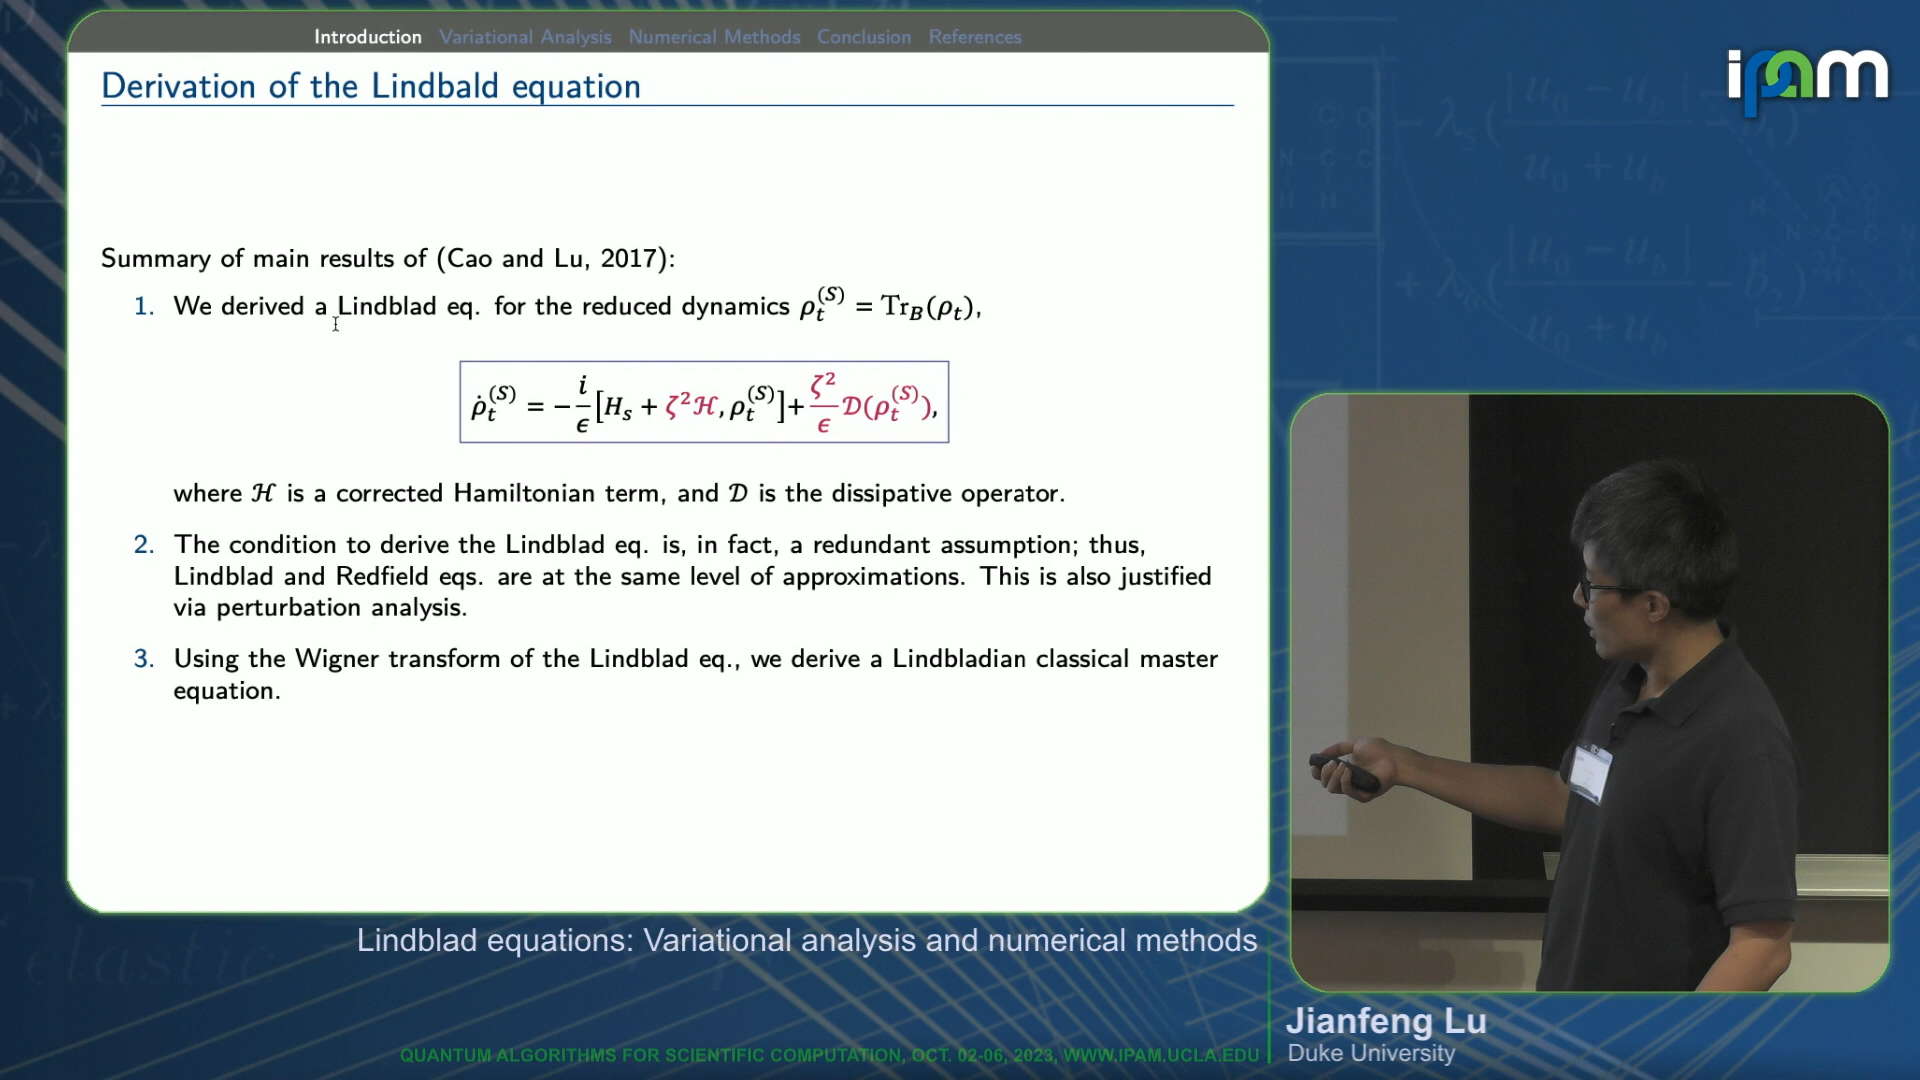 Introduction Variational Analysis Numerical Methods Conclusion References
Derivation of the Lindbald equation
Summary of main results of (Cao and Lu, 2017):
1. We derived a Lindblad eq. for the reduced dynamics ρ_t^{(S)} = Tr_B(ρ_t),
ρ̇_t^{(S)} = −i/ϵ [H_s + ζ²ℋ, ρ_t^{(S)}] + ζ²/ϵ 𝒟(ρ_t^{(S)}),
where ℋ is a corrected Hamiltonian term, and 𝒟 is the dissipative operator.
2. The condition to derive the Lindblad eq. is, in fact, a redundant assumption; thus,
Lindblad and Redfield eqs. are at the same level of approximations. This is also justified
via perturbation analysis.
3. Using the Wigner transform of the Lindblad eq., we derive a Lindbladian classical master
equation.
ipam
Lindblad equations: Variational analysis and numerical methods
Jianfeng Lu
Duke University
QUANTUM ALGORITHMS FOR SCIENTIFIC COMPUTATION, OCT. 02-06, 2023, WWW.IPAM.UCLA.EDU
elastic